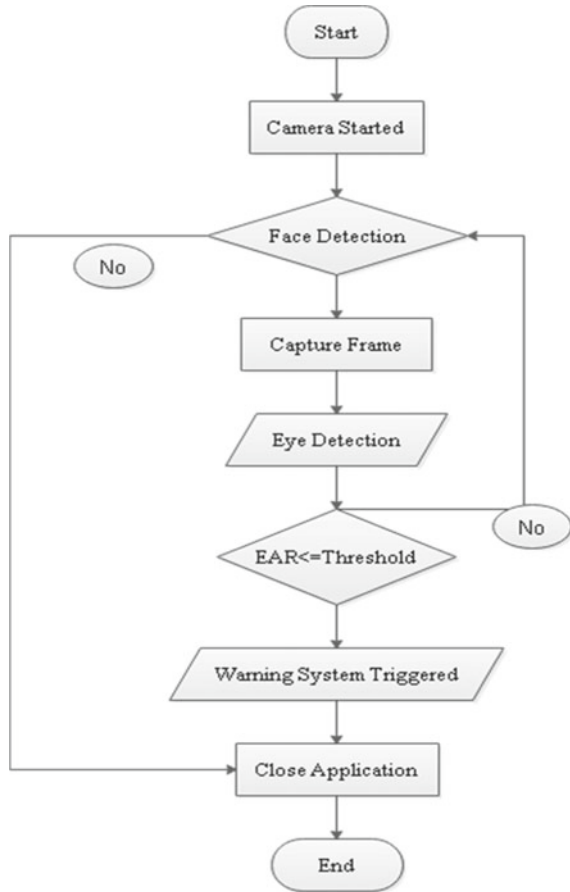 Start
Camera Started
Face Detection
No
Capture Frame
Eye Detection
No
EAR<=Threshold
Warning System Triggered
Close Application
End